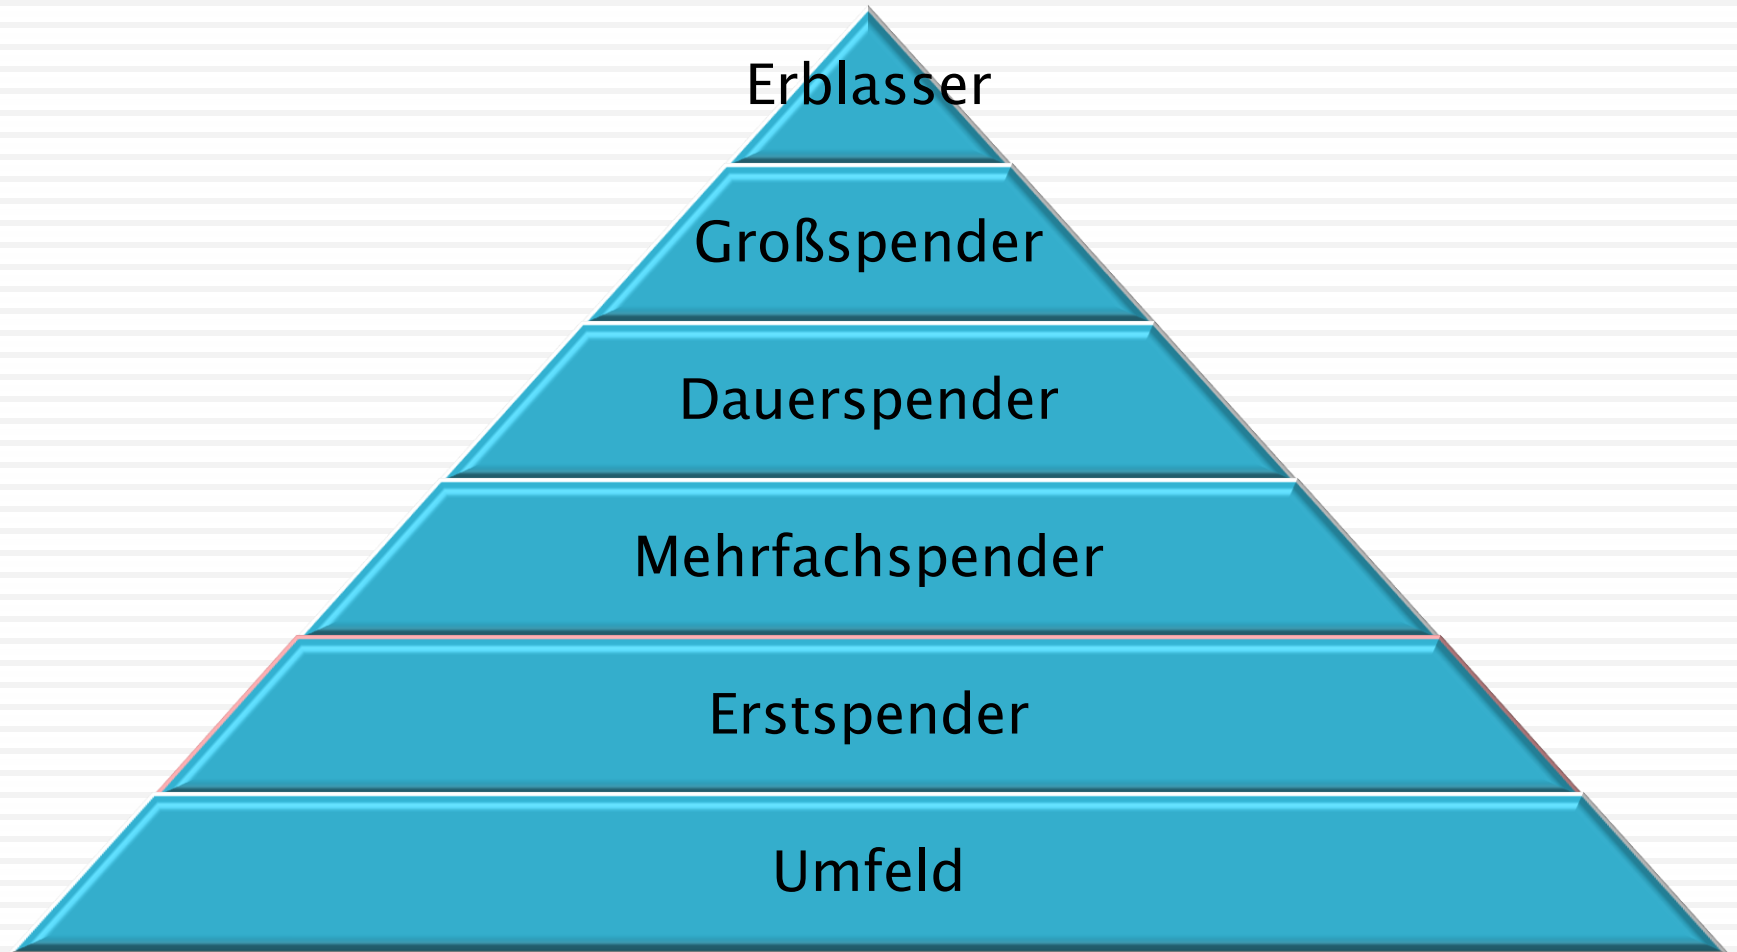 Erblasser
Großspender
Dauerspender
Mehrfachspender
Erstspender
Umfeld